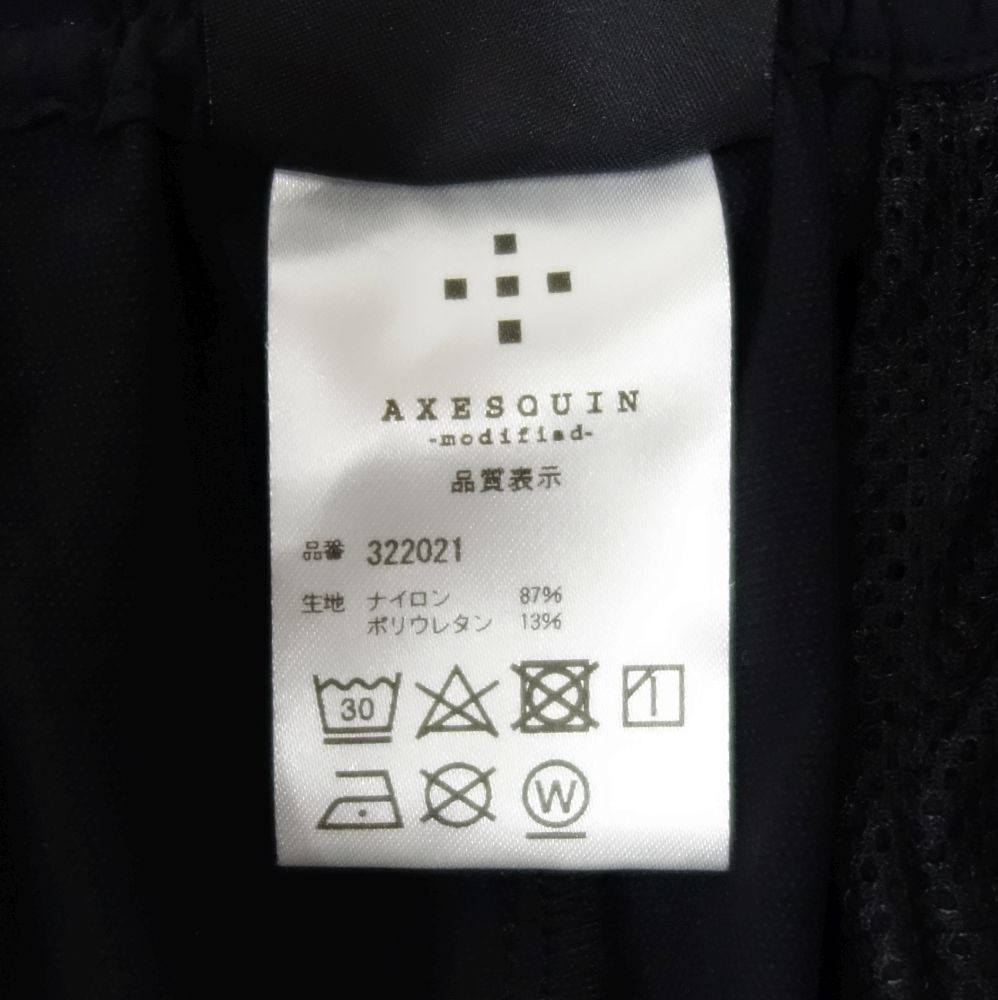 AXESQUIN
-modified-
品質表示
品番 322021
生地 ナイロン 87%
ポリウレタン 13%
30
W